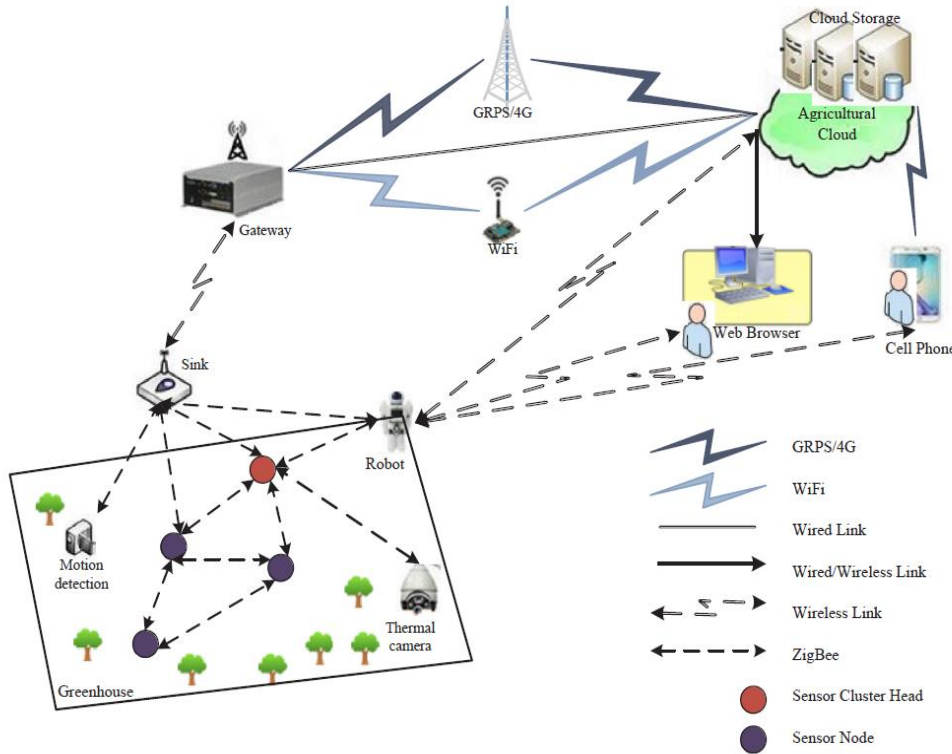 Cloud Storage
GRPS/4G
Agricultural
Cloud
Gateway
WiFi
Web Browser
Cell Phone
Sink
Robot
Motion
detection
Thermal
camera
Greenhouse
GRPS/4G
WiFi
Wired Link
Wired/Wireless Link
Wireless Link
ZigBee
Sensor Cluster Head
Sensor Node